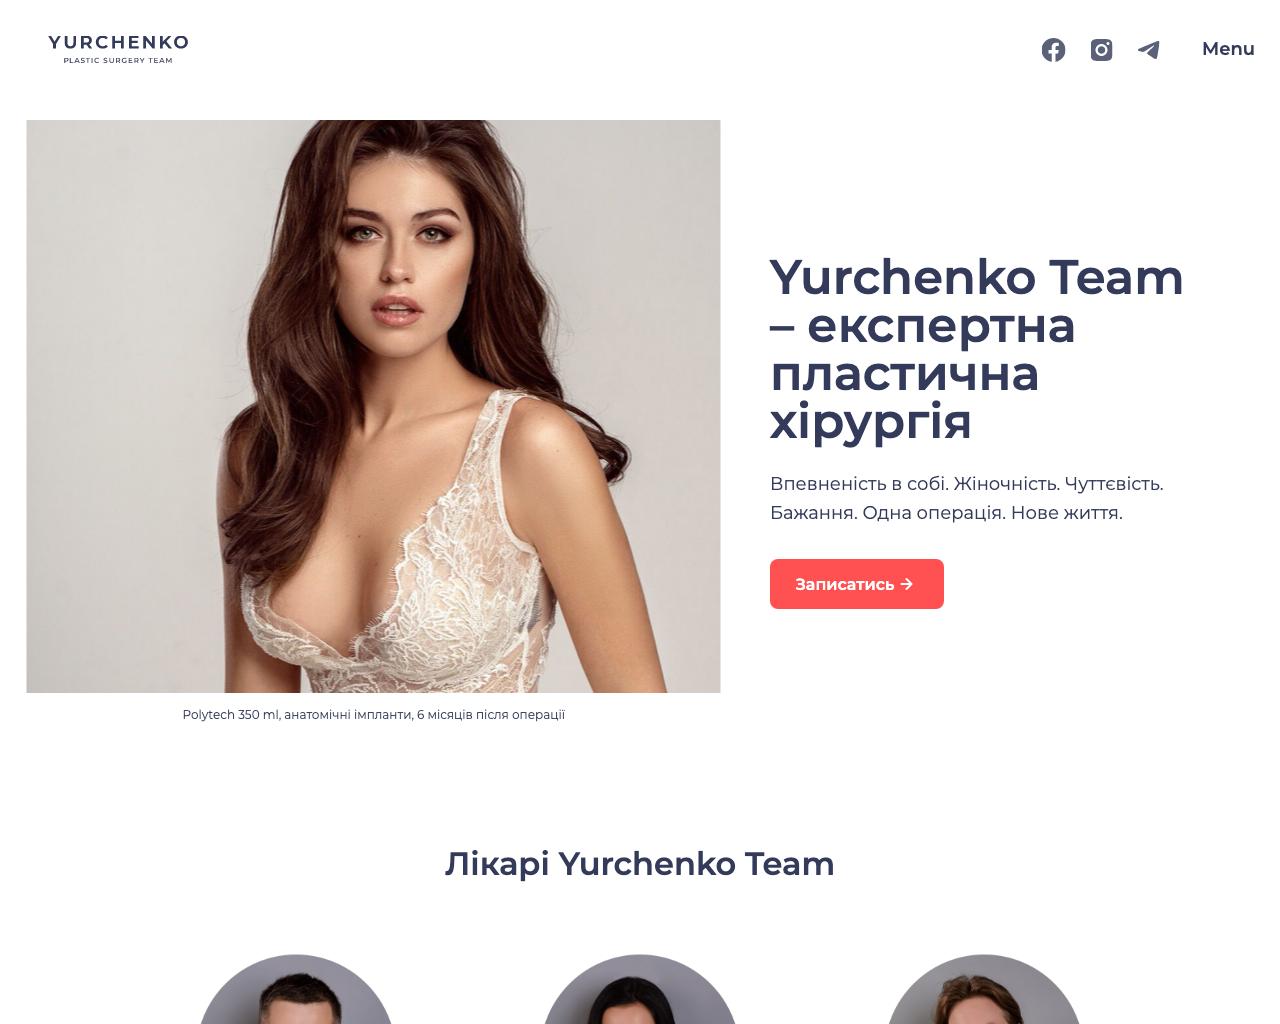 YURCHENKO
PLASTIC SURGERY TEAM
Menu
Yurchenko Team
– експертна
пластична
хірургія
Впевненість в собі. Жіночність. Чуттєвість.
Бажання. Одна операція. Нове життя.
Записатись →
Polytech 350 ml, анатомічні імпланти, 6 місяців після операції
Лікарі Yurchenko Team